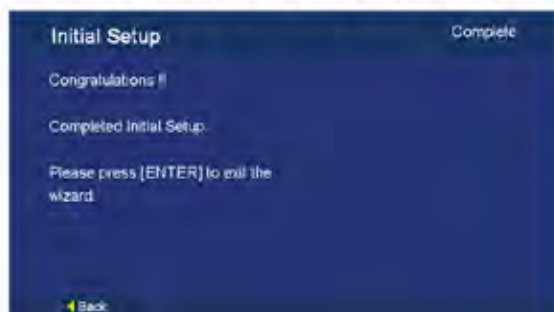 Initial Setup
Complete
Congratulations !!
Completed Initial Setup.
Please press [ENTER] to exit the
wizard.
Back